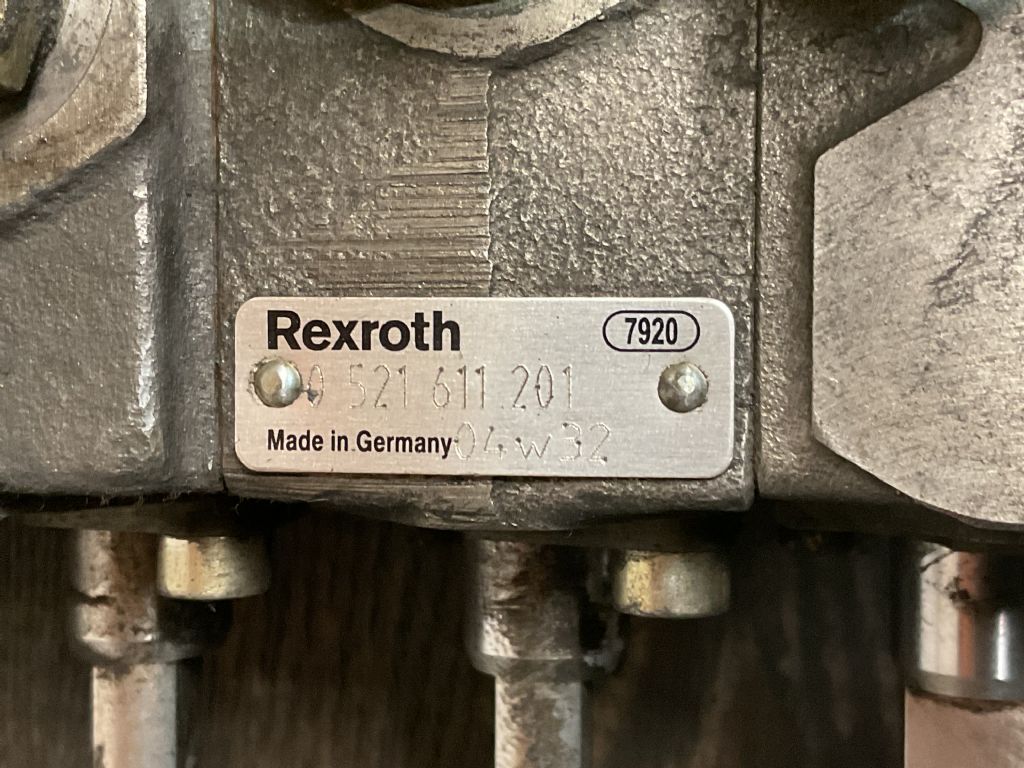 Rexroth 7920
0 521 611 201
Made in Germany 04w32